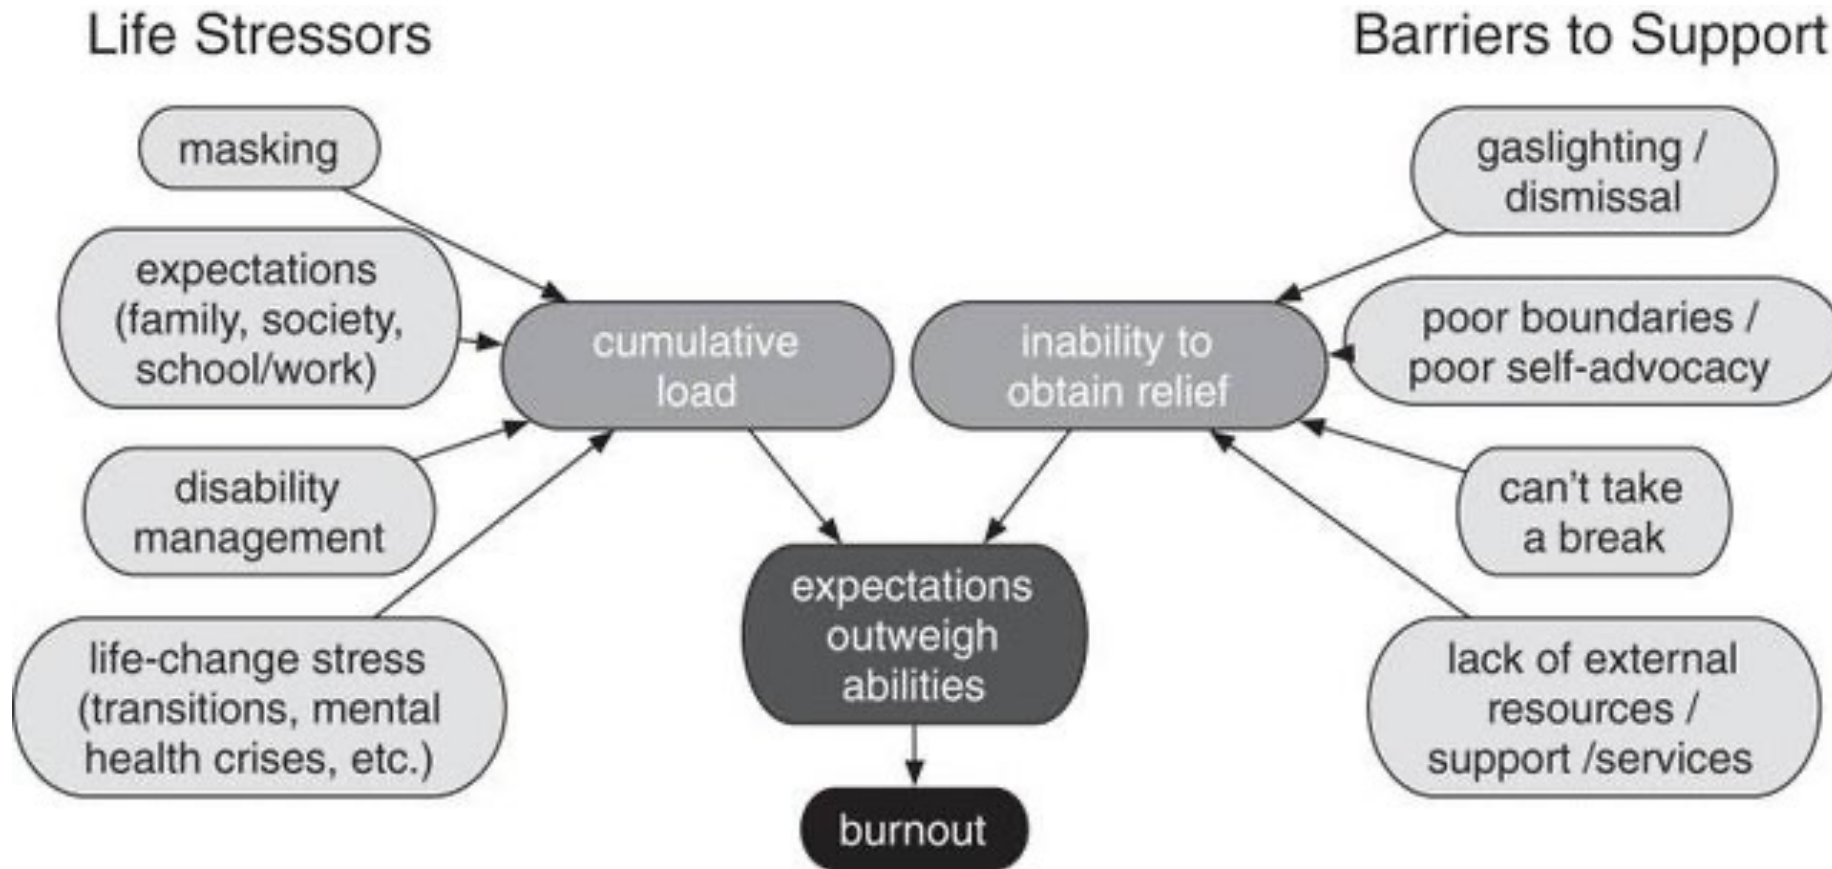 Life Stressors
masking
expectations
(family, society,
school/work)
disability
management
life-change stress
(transitions, mental
health crises, etc.)
cumulative
load
Barriers to Support
gaslighting /
dismissal
poor boundaries /
poor self-advocacy
can't take
a break
lack of external
resources /
support /services
inability to
obtain relief
expectations
outweigh
abilities
burnout